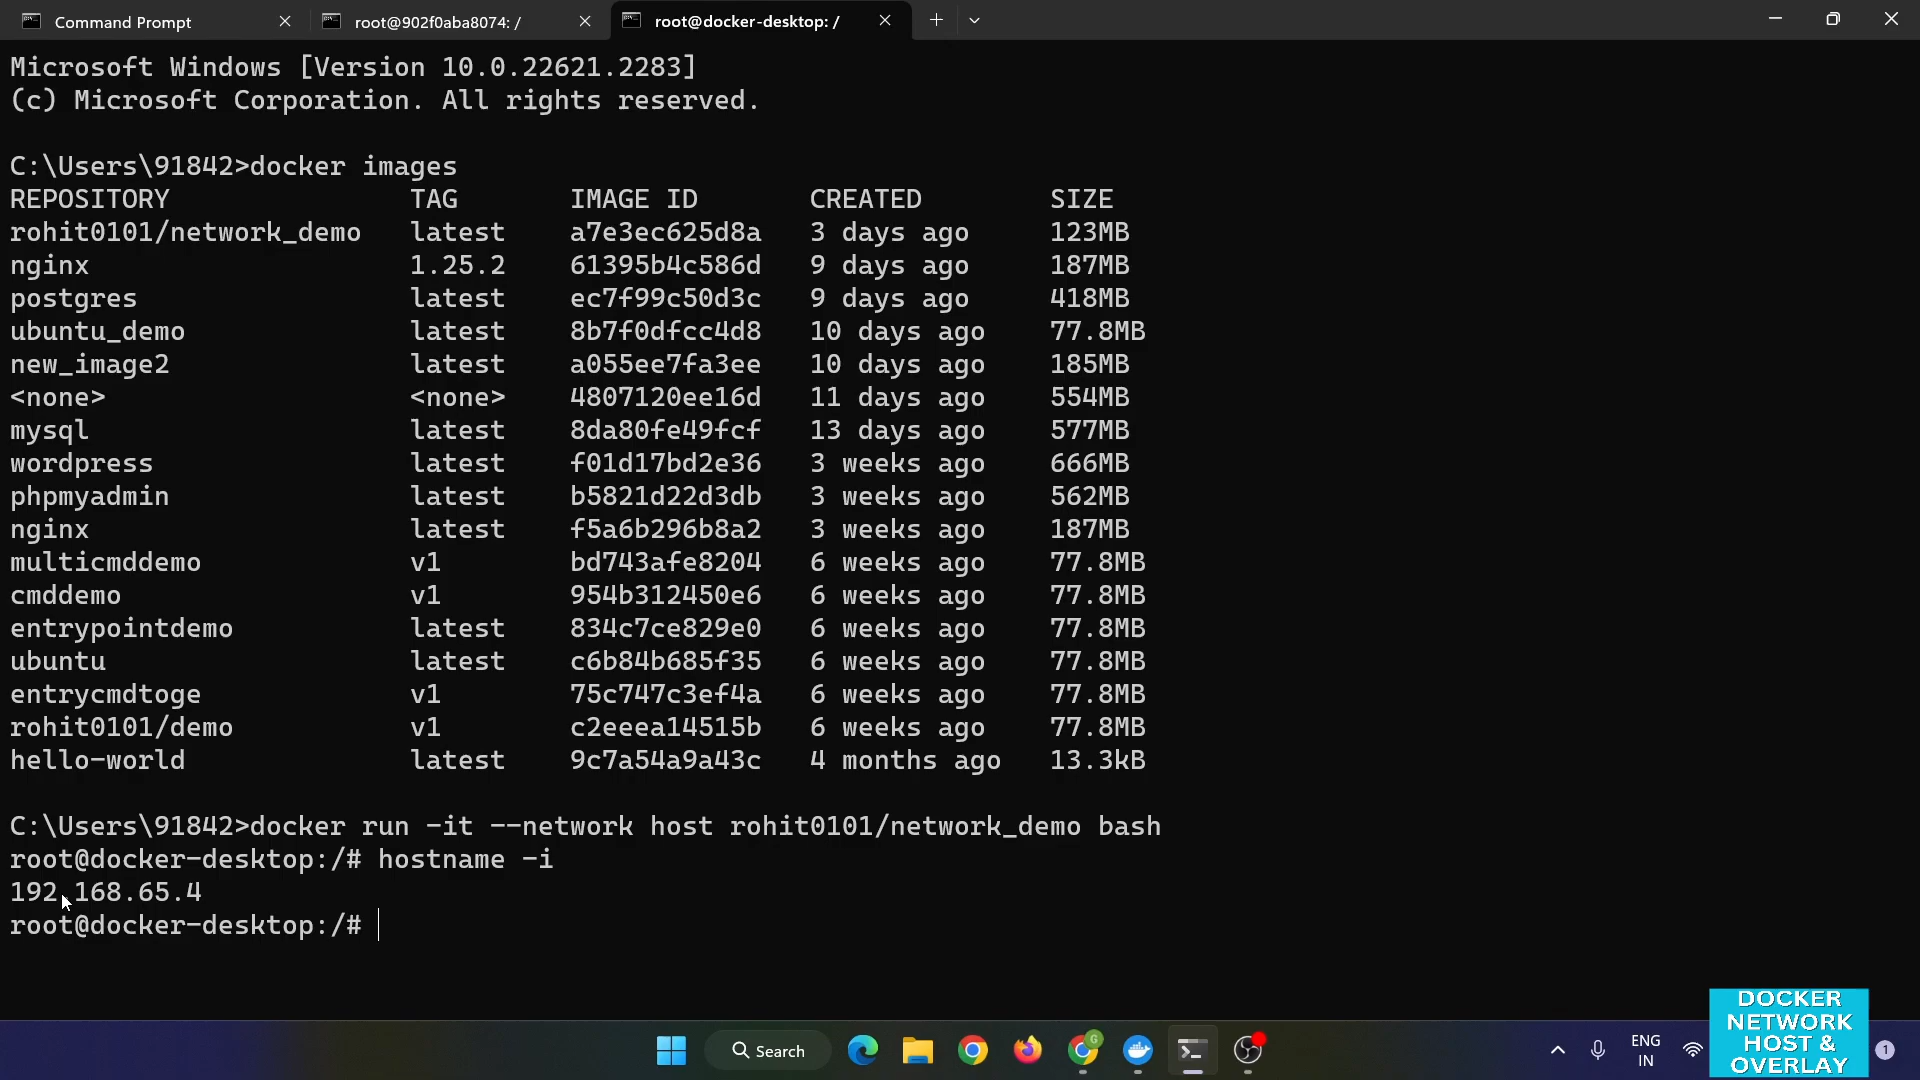 Command Prompt
root@902f0aba8074: /
root@docker-desktop: /
Microsoft Windows [Version 10.0.22621.2283]
(c) Microsoft Corporation. All rights reserved.
C:\Users\91842>docker images
REPOSITORY TAG IMAGE ID CREATED SIZE
rohit0101/network_demo latest a7e3ec625d8a 3 days ago 123MB
nginx 1.25.2 61395b4c586d 9 days ago 187MB
postgres latest ec7f99c50d3c 9 days ago 418MB
ubuntu_demo latest 8b7f0dfcc4d8 10 days ago 77.8MB
new_image2 latest a055ee7fa3ee 10 days ago 185MB
<none> <none> 4807120ee16d 11 days ago 554MB
mysql latest 8da80fe49fcf 13 days ago 577MB
wordpress latest f01d17bd2e36 3 weeks ago 666MB
phpmyadmin latest b5821d22d3db 3 weeks ago 562MB
nginx latest f5a6b296b8a2 3 weeks ago 187MB
multicmddemo v1 bd743afe8204 6 weeks ago 77.8MB
cmddemo v1 954b312450e6 6 weeks ago 77.8MB
entrypointdemo latest 834c7ce829e0 6 weeks ago 77.8MB
ubuntu latest c6b84b685f35 6 weeks ago 77.8MB
entrycmdtoge v1 75c747c3ef4a 6 weeks ago 77.8MB
rohit0101/demo v1 c2eeea14515b 6 weeks ago 77.8MB
hello-world latest 9c7a54a9a43c 4 months ago 13.3kB
C:\Users\91842>docker run -it --network host rohit0101/network_demo bash
root@docker-desktop:/# hostname -i
192.168.65.4
root@docker-desktop:/#
Search
G
ENG
IN
DOCKER
NETWORK
HOST &
OVERLAY
1